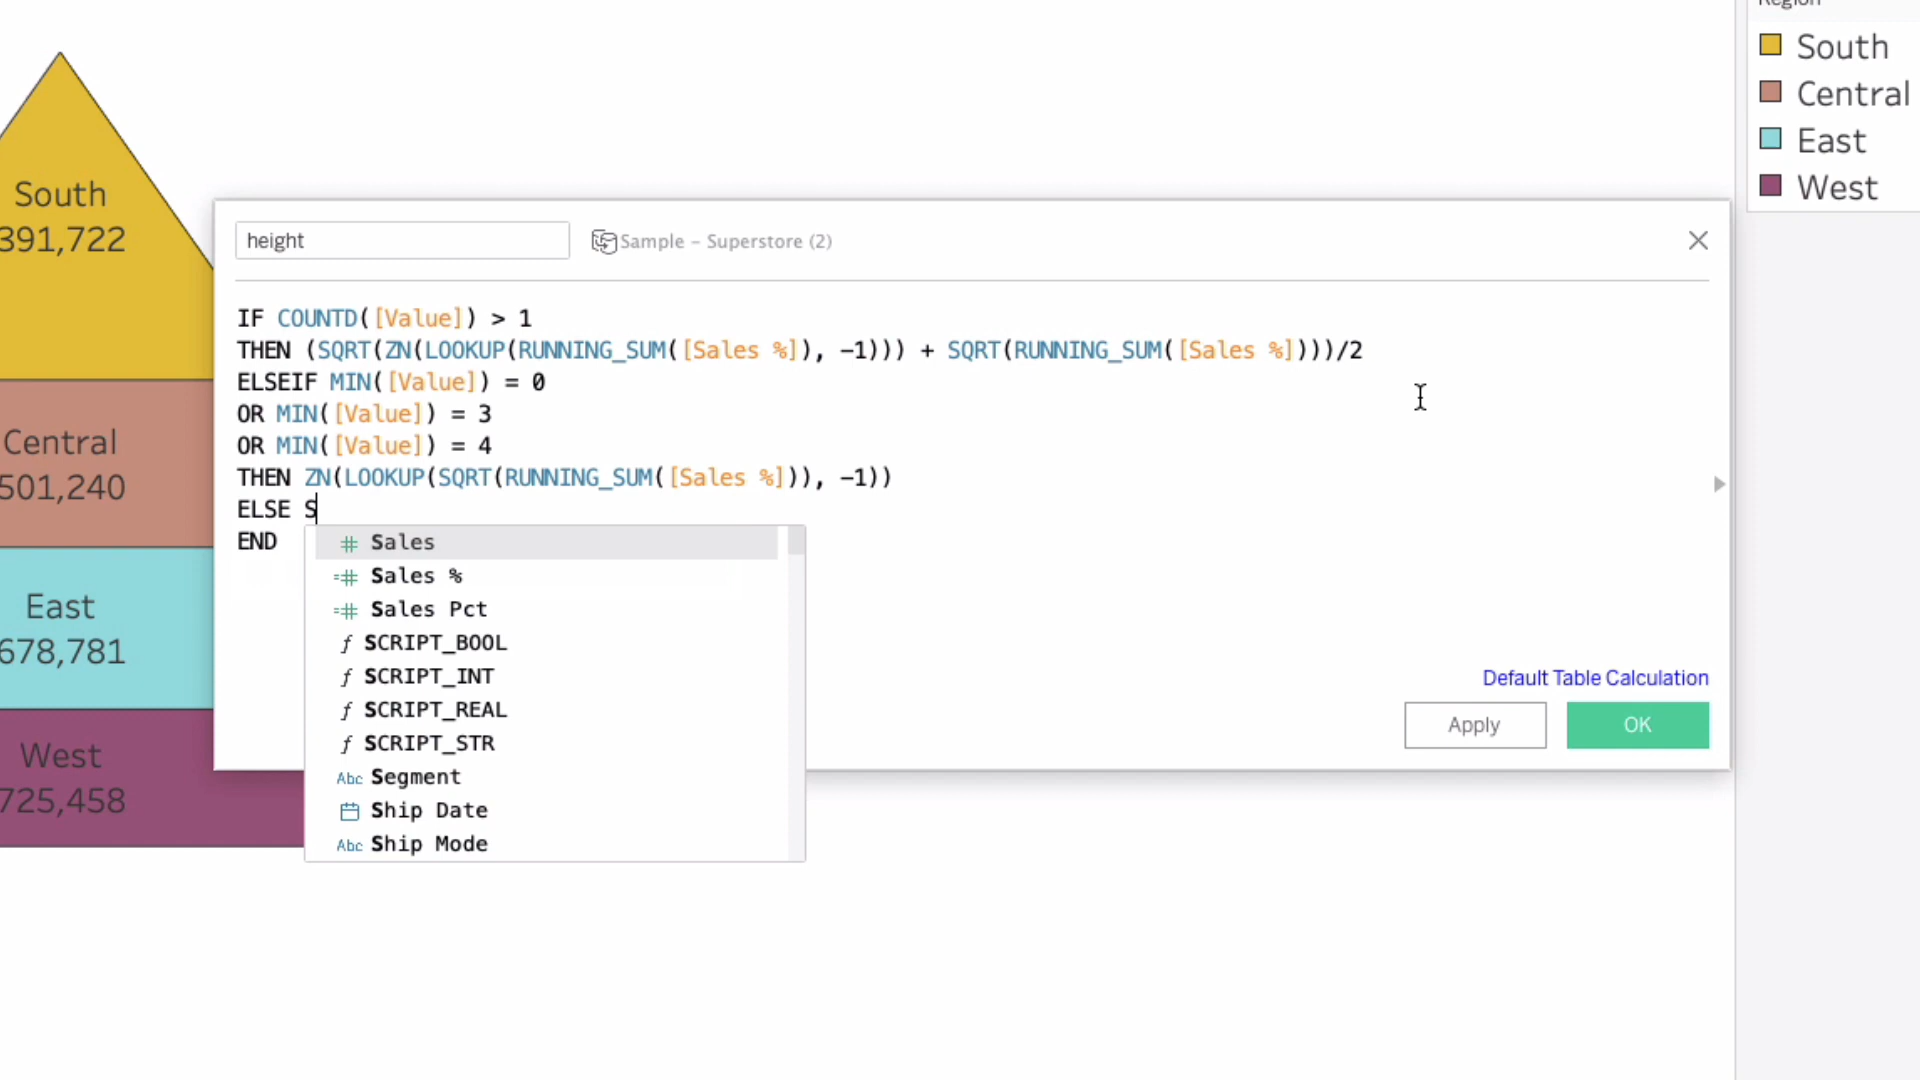 Region
South
Central
East
West
South
391,722
Central
501,240
East
678,781
West
725,458
height
Sample – Superstore (2)
IF COUNTD([Value]) > 1
THEN (SQRT(ZN(LOOKUP(RUNNING_SUM([Sales %]), −1))) + SQRT(RUNNING_SUM([Sales %])))/2
ELSEIF MIN([Value]) = 0
OR MIN([Value]) = 3
OR MIN([Value]) = 4
THEN ZN(LOOKUP(SQRT(RUNNING_SUM([Sales %])), −1))
ELSE S
END
# Sales
=# Sales %
=# Sales Pct
f SCRIPT_BOOL
f SCRIPT_INT
f SCRIPT_REAL
f SCRIPT_STR
Abc Segment
Ship Date
Abc Ship Mode
Default Table Calculation
Apply
OK